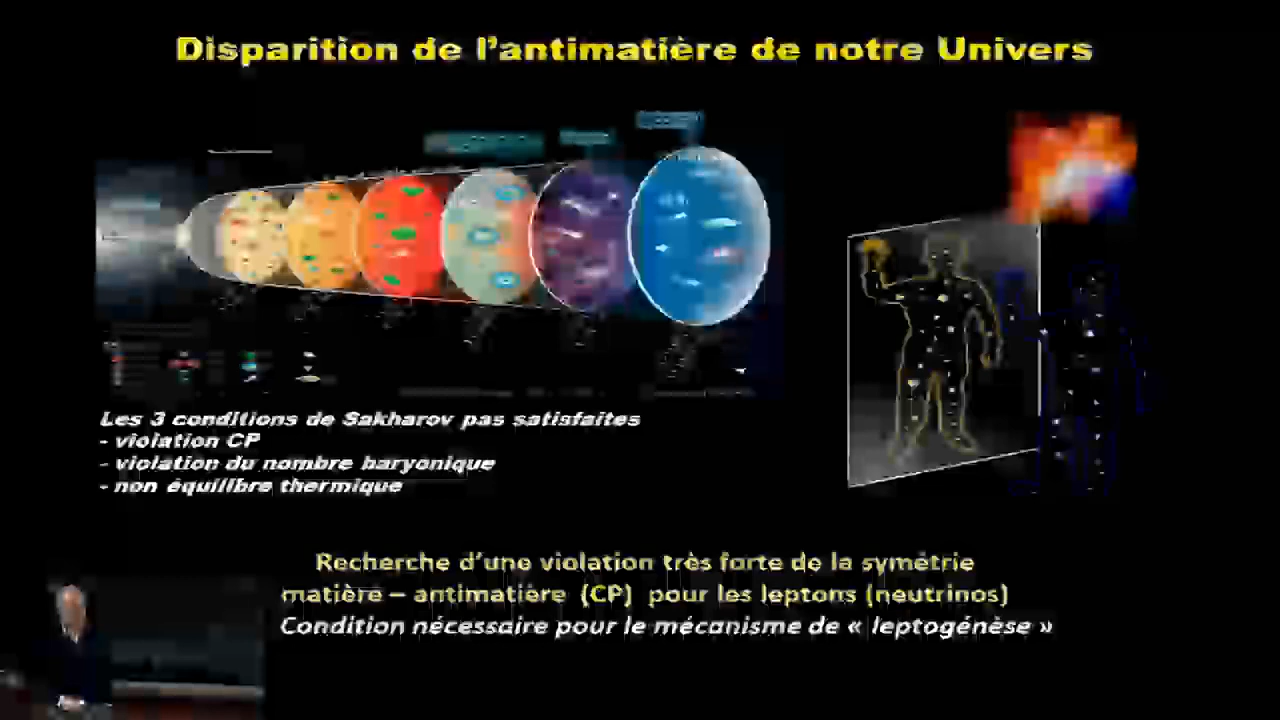 Disparition de l'antimatière de notre Univers
Les 3 conditions de Sakharov pas satisfaites
- violation CP
- violation du nombre baryonique
- non équilibre thermique
Recherche d'une violation très forte de la symétrie
matière – antimatière (CP) pour les leptons (neutrinos)
Condition nécessaire pour le mécanisme de « leptogénèse »